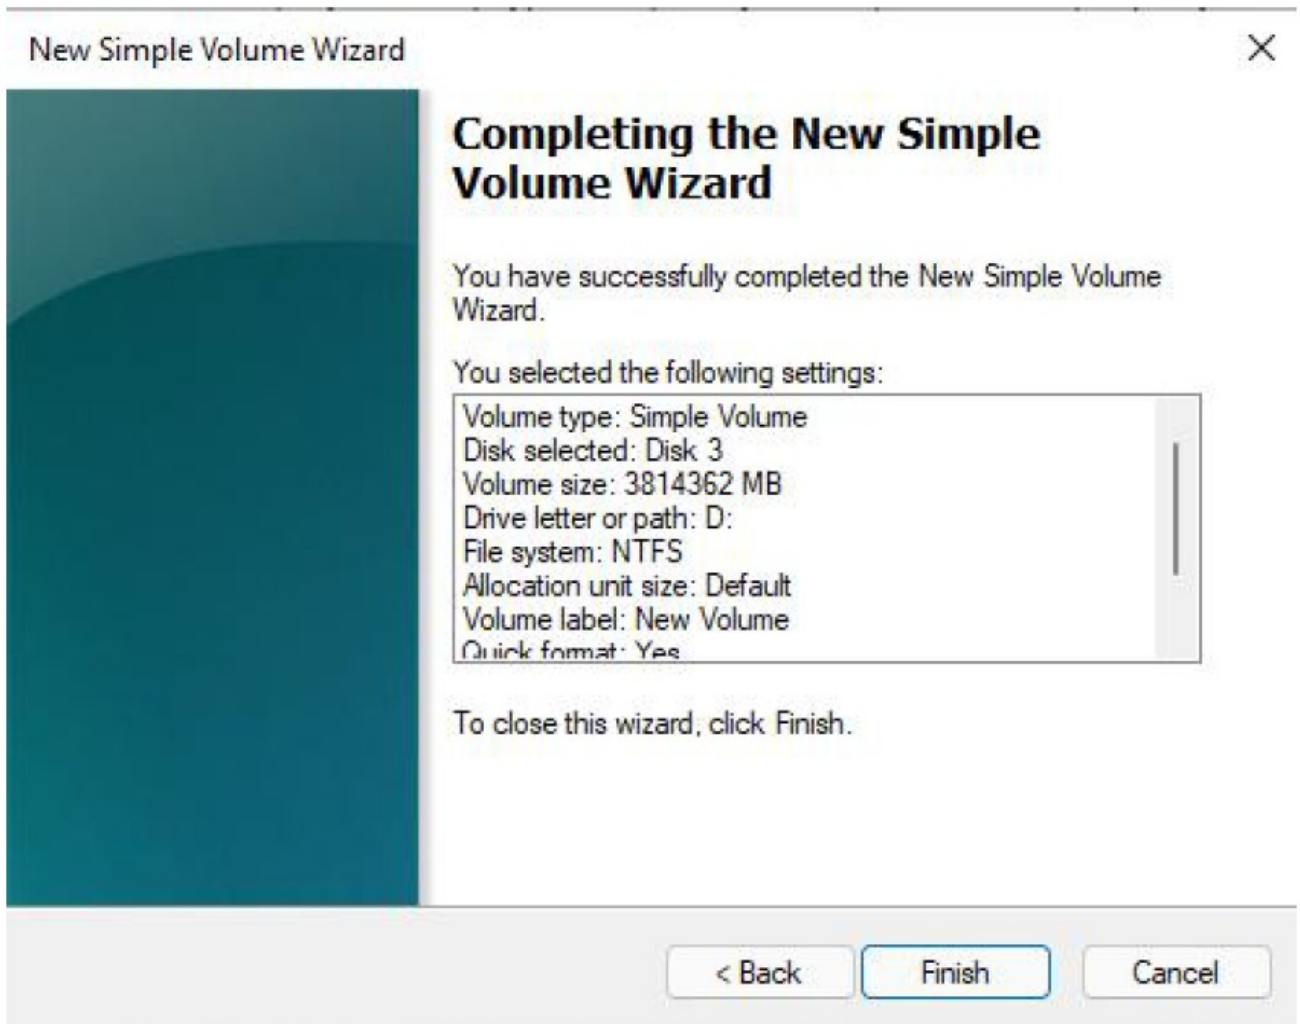 New Simple Volume Wizard
Completing the New Simple
Volume Wizard
You have successfully completed the New Simple Volume
Wizard.
You selected the following settings:
Volume type: Simple Volume
Disk selected: Disk 3
Volume size: 3814362 MB
Drive letter or path: D:
File system: NTFS
Allocation unit size: Default
Volume label: New Volume
Quick format: Yes
To close this wizard, click Finish.
< Back
Finish
Cancel